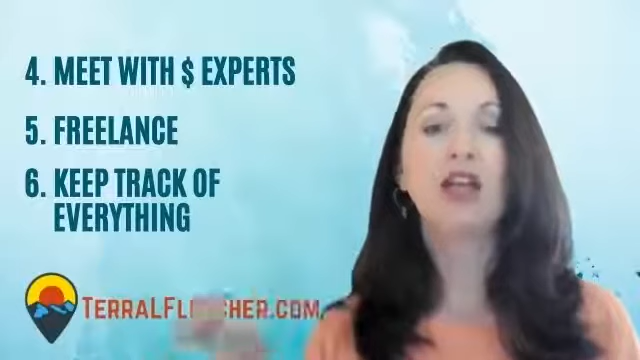 4. MEET WITH $ EXPERTS
5. FREELANCE
6. KEEP TRACK OF
EVERYTHING